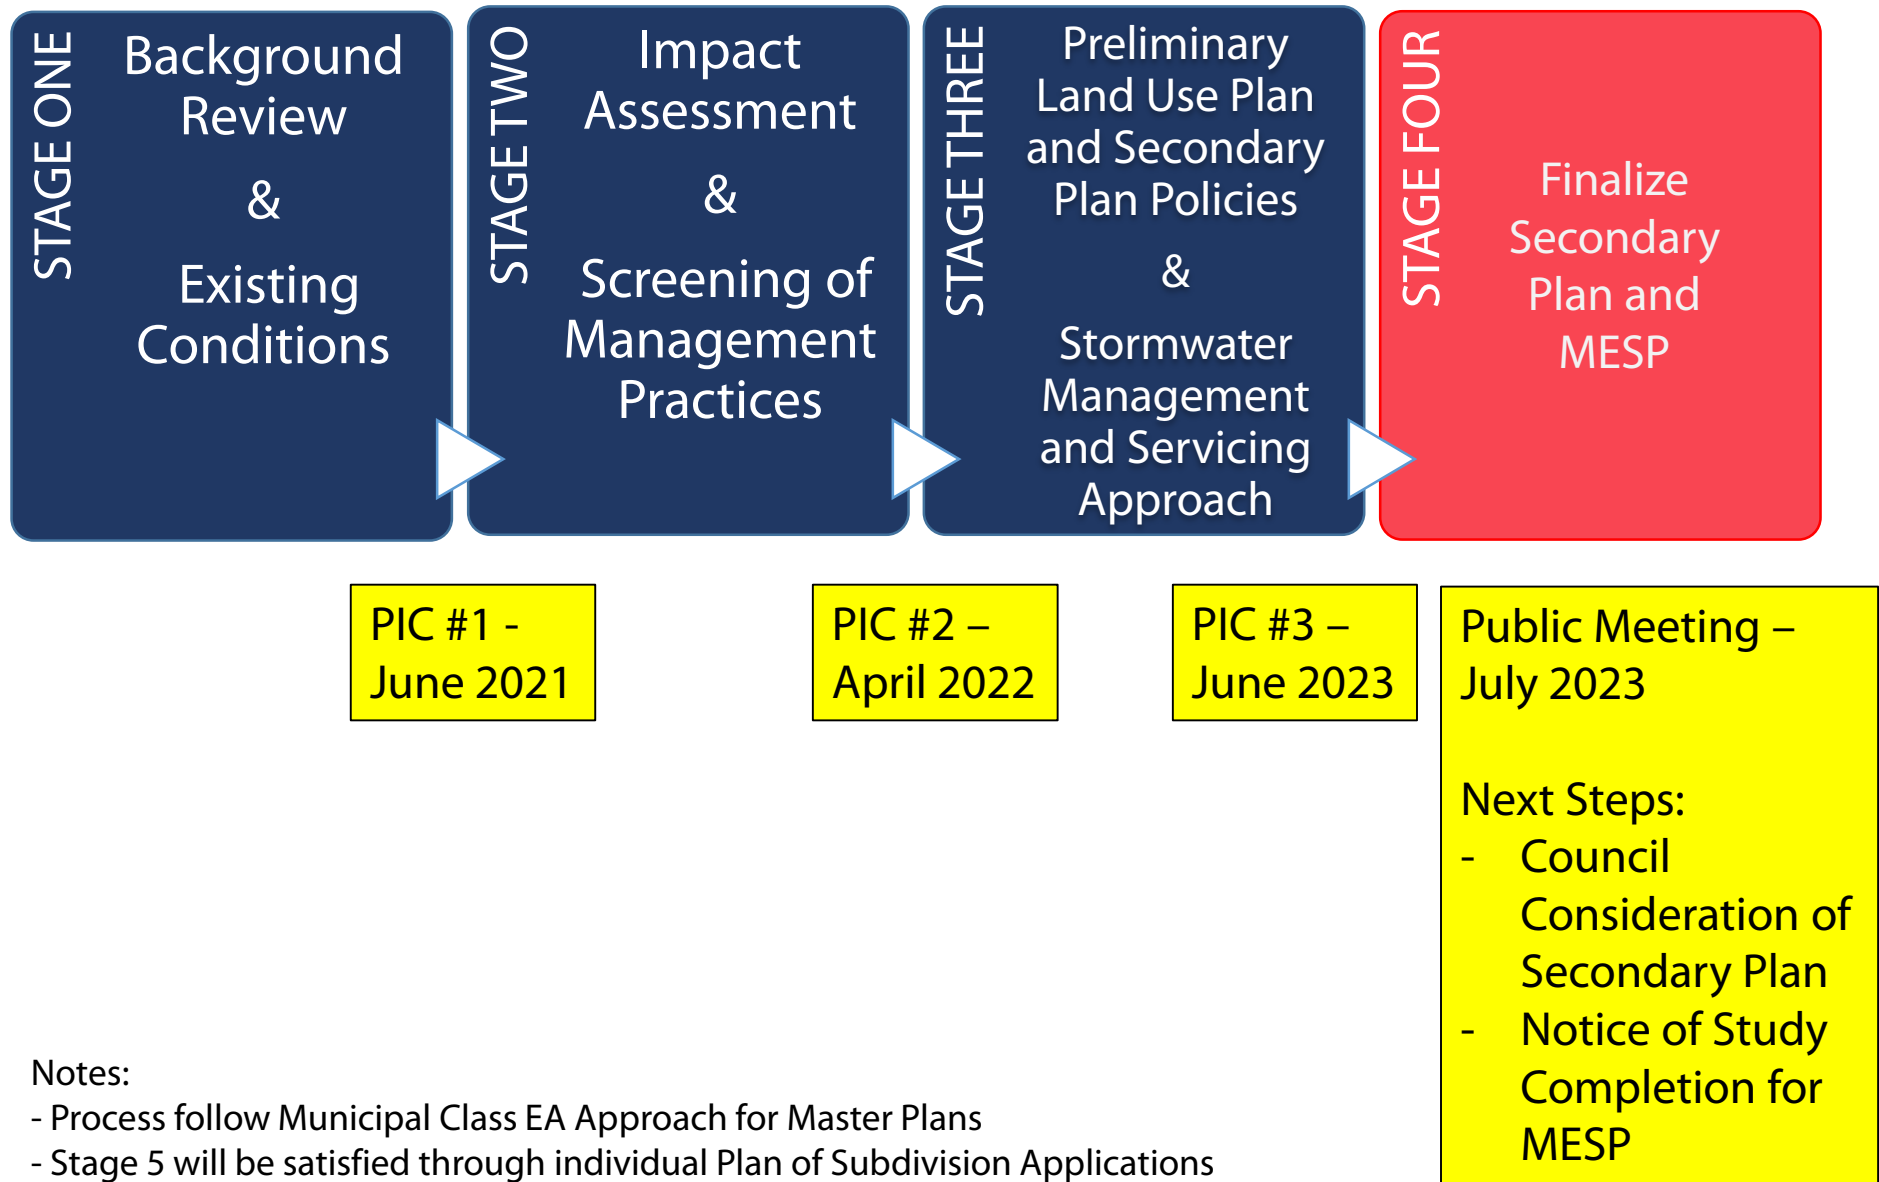 STAGE ONE
Background
Review
&
Existing
Conditions
STAGE TWO
Impact
Assessment
&
Screening of
Management
Practices
STAGE THREE
Preliminary
Land Use Plan
and Secondary
Plan Policies
&
Stormwater
Management
and Servicing
Approach
STAGE FOUR
Finalize
Secondary
Plan and
MESP
PIC #1 -
June 2021
PIC #2 –
April 2022
PIC #3 –
June 2023
Public Meeting –
July 2023
Next Steps:
- Council
Consideration of
Secondary Plan
- Notice of Study
Completion for
MESP
Notes:
- Process follow Municipal Class EA Approach for Master Plans
- Stage 5 will be satisfied through individual Plan of Subdivision Applications